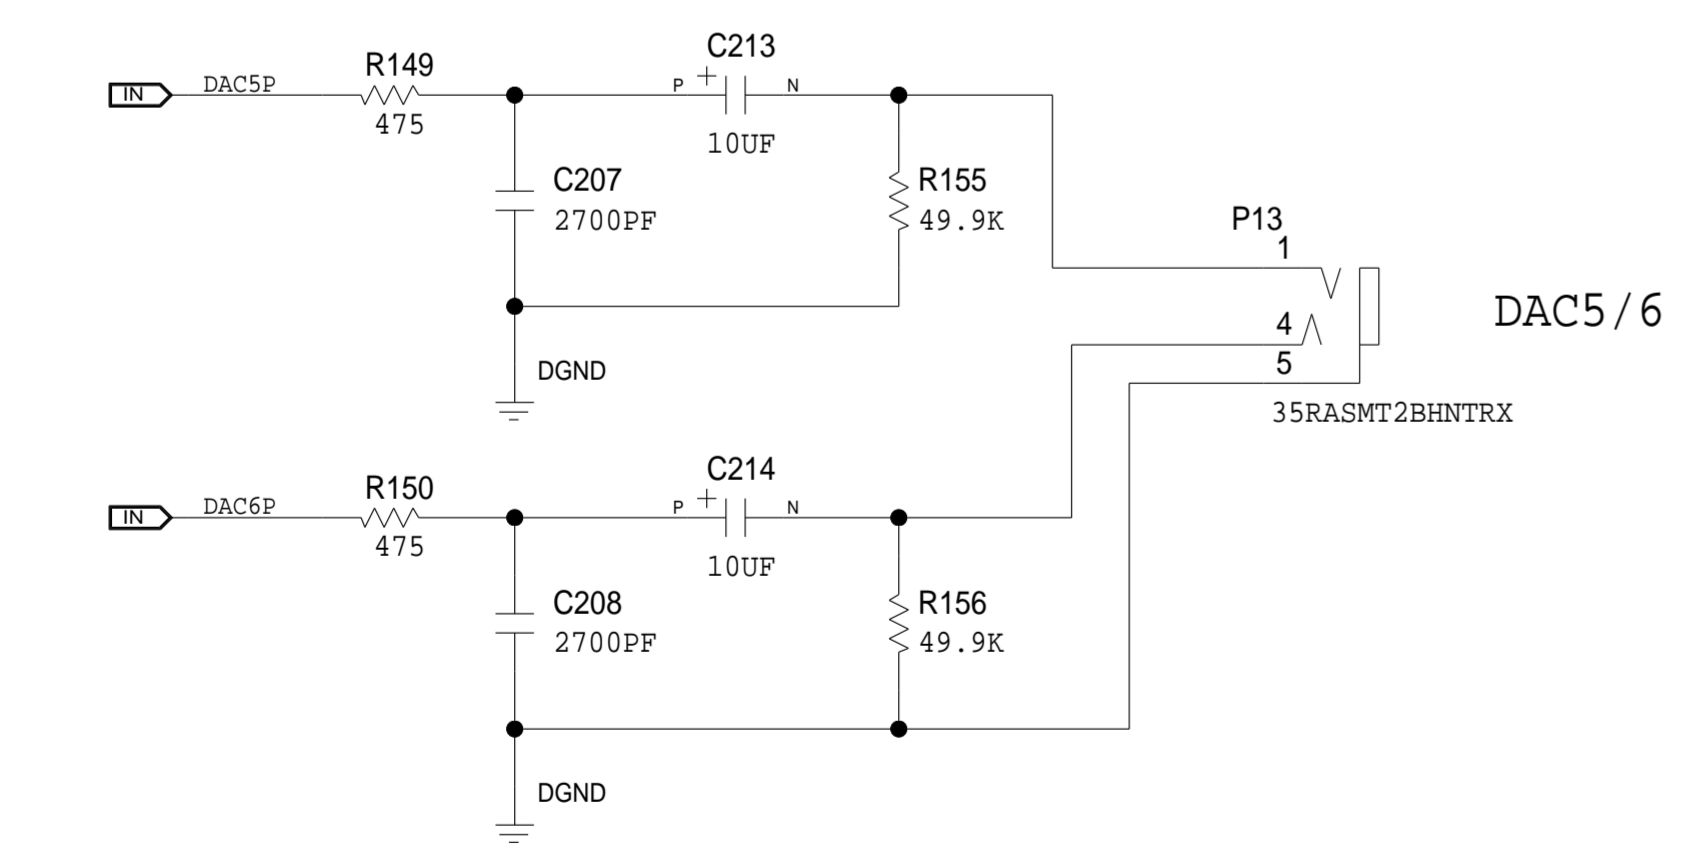 C213
R149
IN
DAC5P
P
+
N
475
10UF
C207
2700PF
R155
49.9K
P13
1
DAC5/6
4
5
DGND
35RASMT2BHNTRX
C214
R150
IN
DAC6P
P
+
N
475
10UF
C208
2700PF
R156
49.9K
DGND